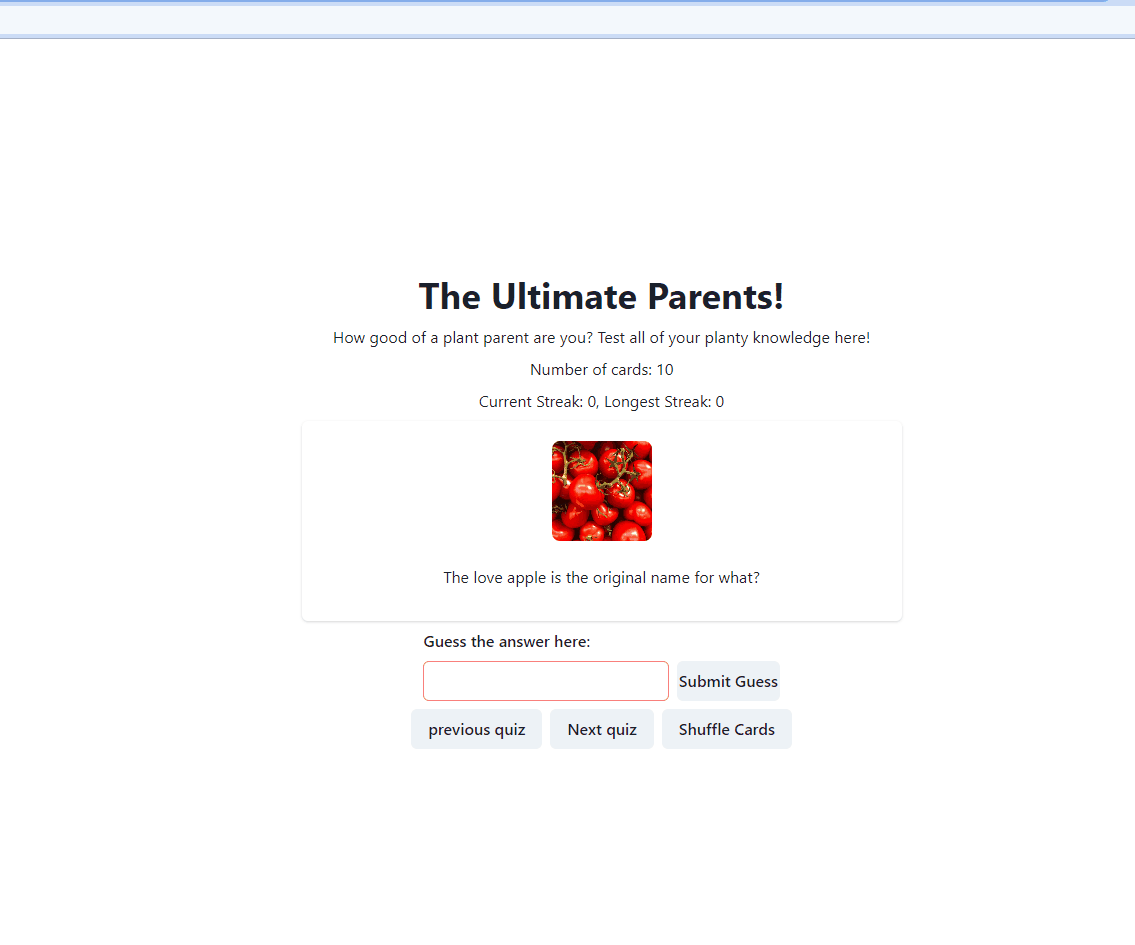 The Ultimate Parents!
How good of a plant parent are you? Test all of your planty knowledge here!
Number of cards: 10
Current Streak: 0, Longest Streak: 0
The love apple is the original name for what?
Guess the answer here:
Submit Guess
previous quiz Next quiz Shuffle Cards